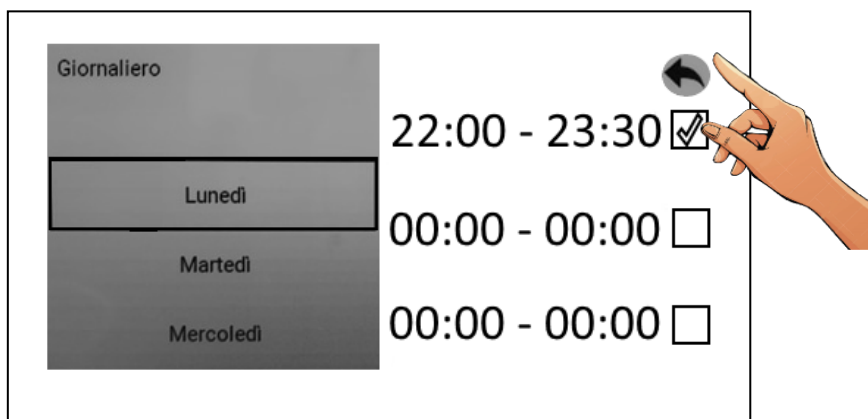 Giornaliero
22:00 - 23:30
Lunedì
00:00 - 00:00
Martedì
00:00 - 00:00
Mercoledì